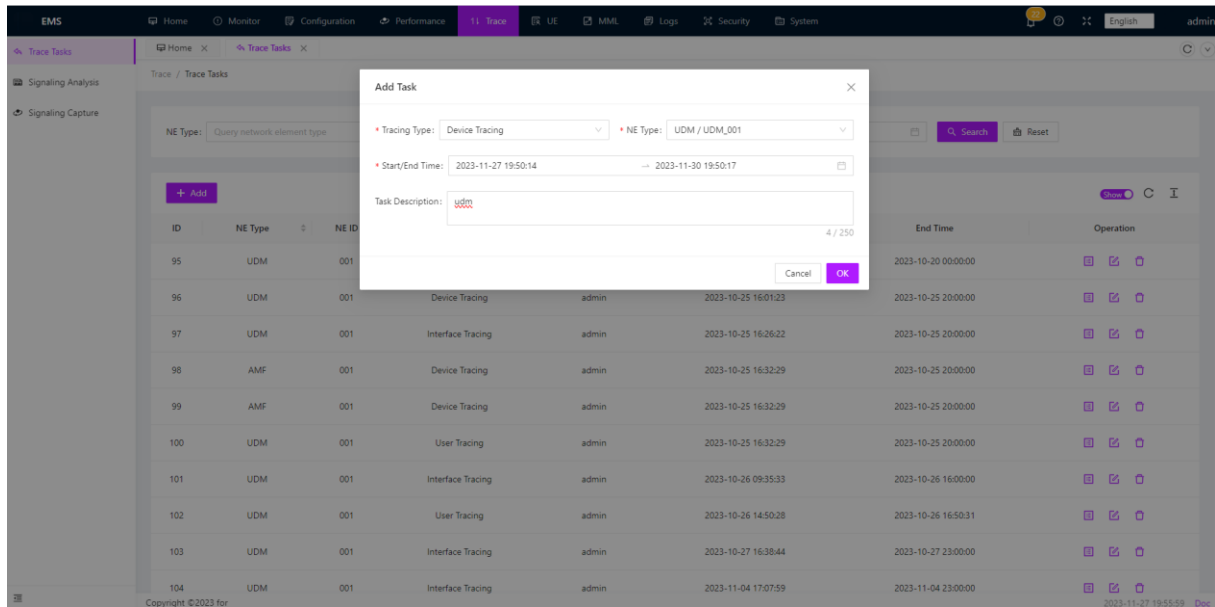 EMS Home Monitor Configuration Performance Trace UE MML Logs Security System 22 English admin
Trace Tasks
Signaling Analysis
Signaling Capture
Home Trace Tasks
Trace / Trace Tasks
Add Task
NE Type: Query network element type
* Tracing Type: Device Tracing * NE Type: UDM / UDM_001
Search Reset
* Start/End Time: 2023-11-27 19:50:14 → 2023-11-30 19:50:17
Task Description: udm
4 / 250
Cancel OK
+ Add Show
ID NE Type NE ID End Time Operation
95 UDM 001 2023-10-20 00:00:00
96 UDM 001 Device Tracing admin 2023-10-25 16:01:23 2023-10-25 20:00:00
97 UDM 001 Interface Tracing admin 2023-10-25 16:26:22 2023-10-25 20:00:00
98 AMF 001 Device Tracing admin 2023-10-25 16:32:29 2023-10-25 20:00:00
99 AMF 001 Device Tracing admin 2023-10-25 16:32:29 2023-10-25 20:00:00
100 UDM 001 User Tracing admin 2023-10-25 16:32:29 2023-10-25 20:00:00
101 UDM 001 Interface Tracing admin 2023-10-26 09:35:33 2023-10-26 16:00:00
102 UDM 001 User Tracing admin 2023-10-26 14:50:28 2023-10-26 16:50:31
103 UDM 001 Interface Tracing admin 2023-10-27 16:38:44 2023-10-27 23:00:00
104 UDM 001 Interface Tracing admin 2023-11-04 17:07:59 2023-11-04 23:00:00
Copyright ©2023 for 2023-11-27 19:55:59 Doc